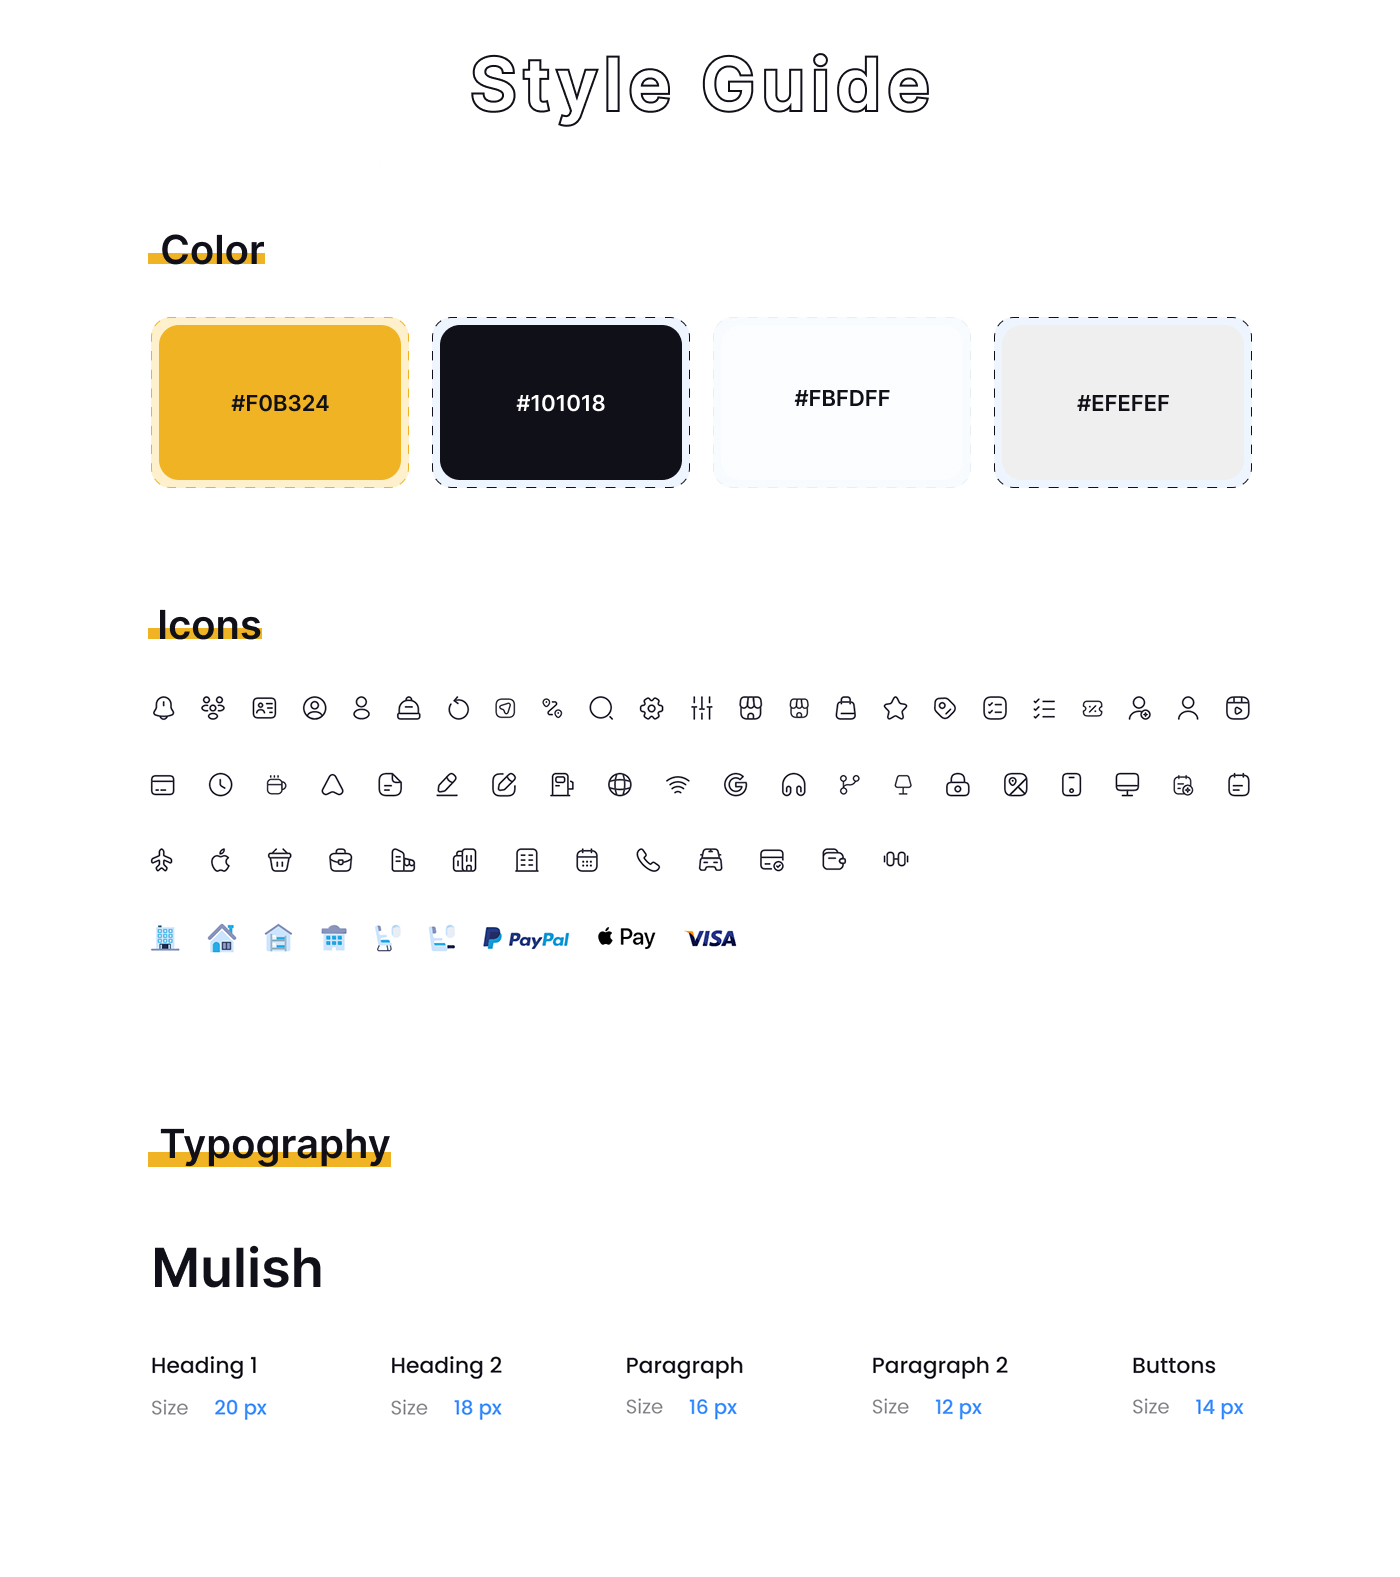 Style Guide
Color
#F0B324 #101018 #FBFDFF #EFEFEF
Icons
PayPal Pay VISA
Typography
Mulish
Heading 1 Heading 2 Paragraph Paragraph 2 Buttons
Size 20 px Size 18 px Size 16 px Size 12 px Size 14 px